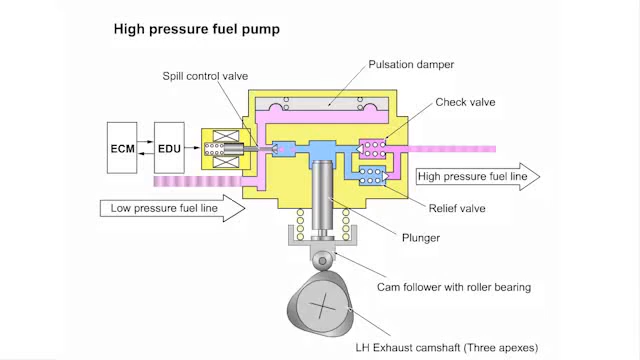 High pressure fuel pump
Pulsation damper
Spill control valve
Check valve
ECM
EDU
High pressure fuel line
Low pressure fuel line
Relief valve
Plunger
Cam follower with roller bearing
LH Exhaust camshaft (Three apexes)